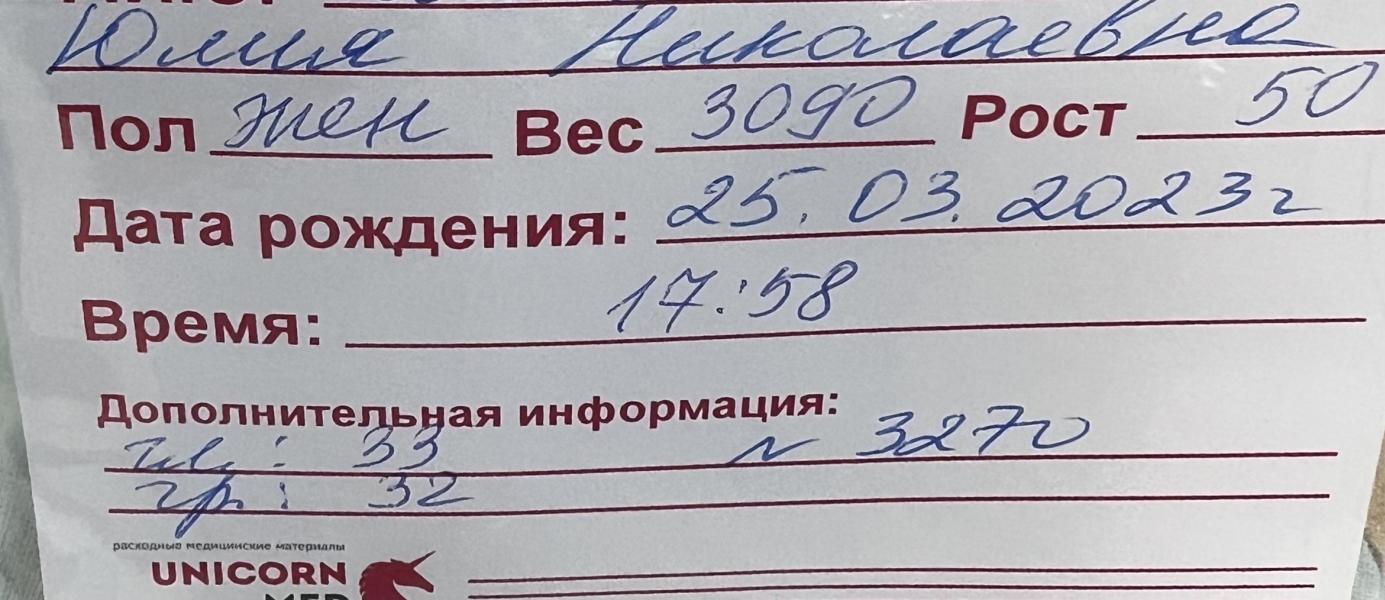 Юлия Николаевна
Пол жен Вес 3090 Рост 50
Дата рождения: 25.03.2023г
Время: 17:58
Дополнительная информация:
: 33 N 3270
гр.: 32
расходные медицинские материалы
UNICORN
MED